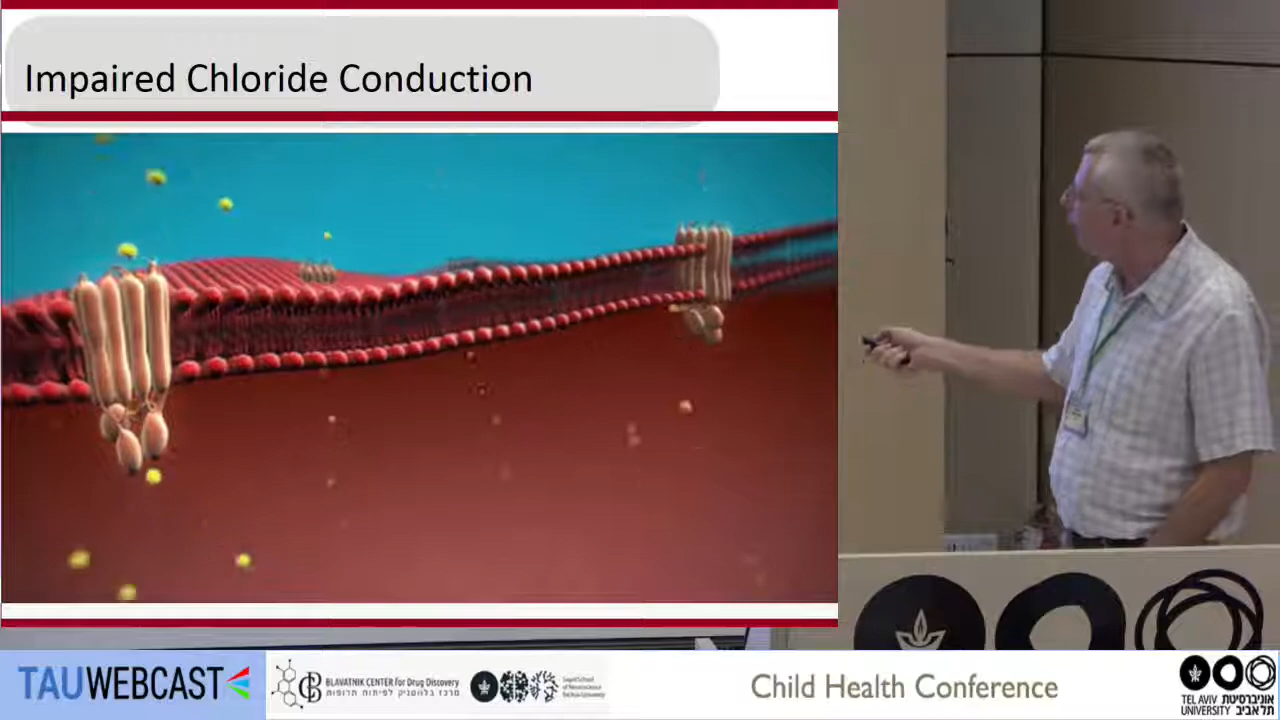 Impaired Chloride Conduction
TAUWEBCAST
BLAVATNIK CENTER for Drug Discovery
מרכז בלווטניק לפיתוח תרופות
Child Health Conference
TEL AVIV
UNIVERSITY
אוניברסיטת
תל אביב